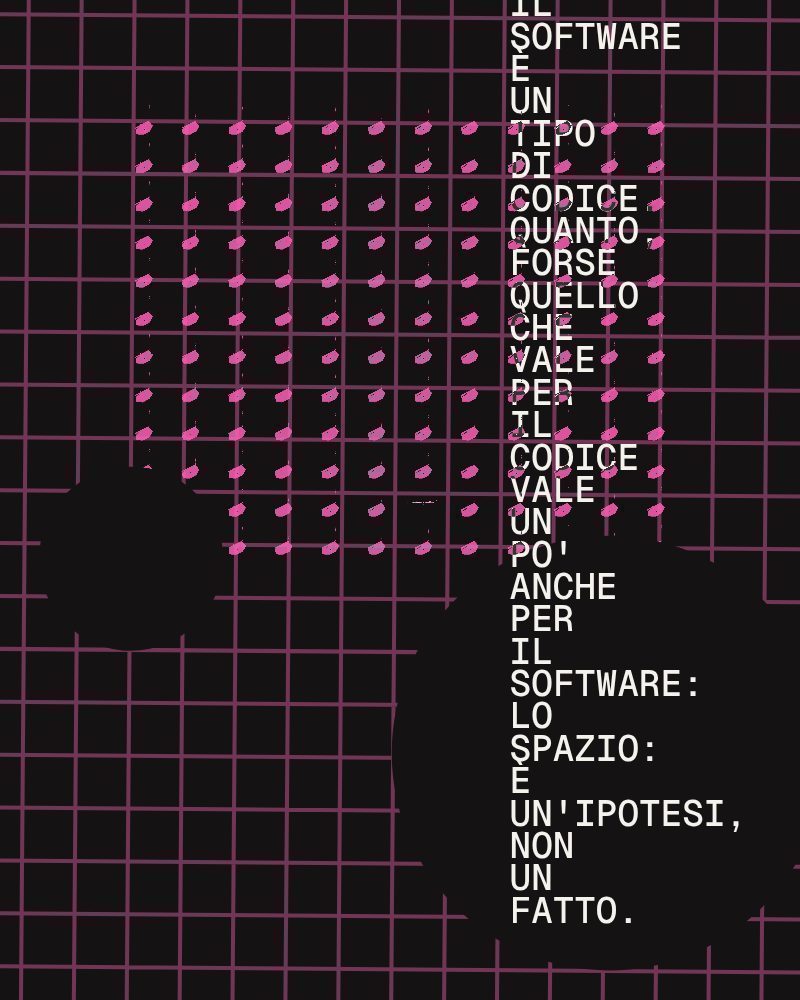 IL
SOFTWARE
È
UN
TIPO
DI
CODICE.
QUANTO,
FORSE
QUELLO
CHE
VALE
PER
IL
CODICE
VALE
UN
PO'
ANCHE
PER
IL
SOFTWARE:
LO
SPAZIO:
È
UN'IPOTESI,
NON
UN
FATTO.